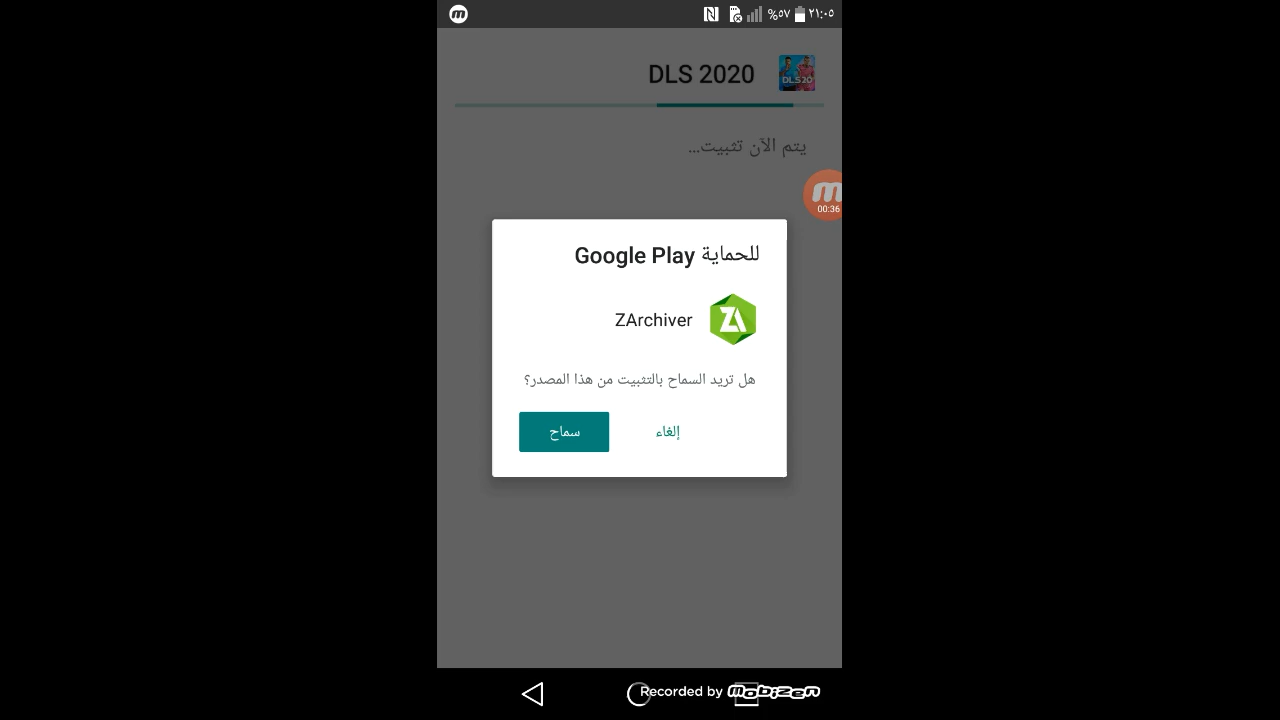 %٥٧ ٢١:٠٥
DLS 2020
DLS20
يتم الآن تثبيت...
00:36
Google Play للحماية
ZArchiver
هل تريد السماح بالتثبيت من هذا المصدر؟
إلغاء
سماح
Recorded by Mobizen